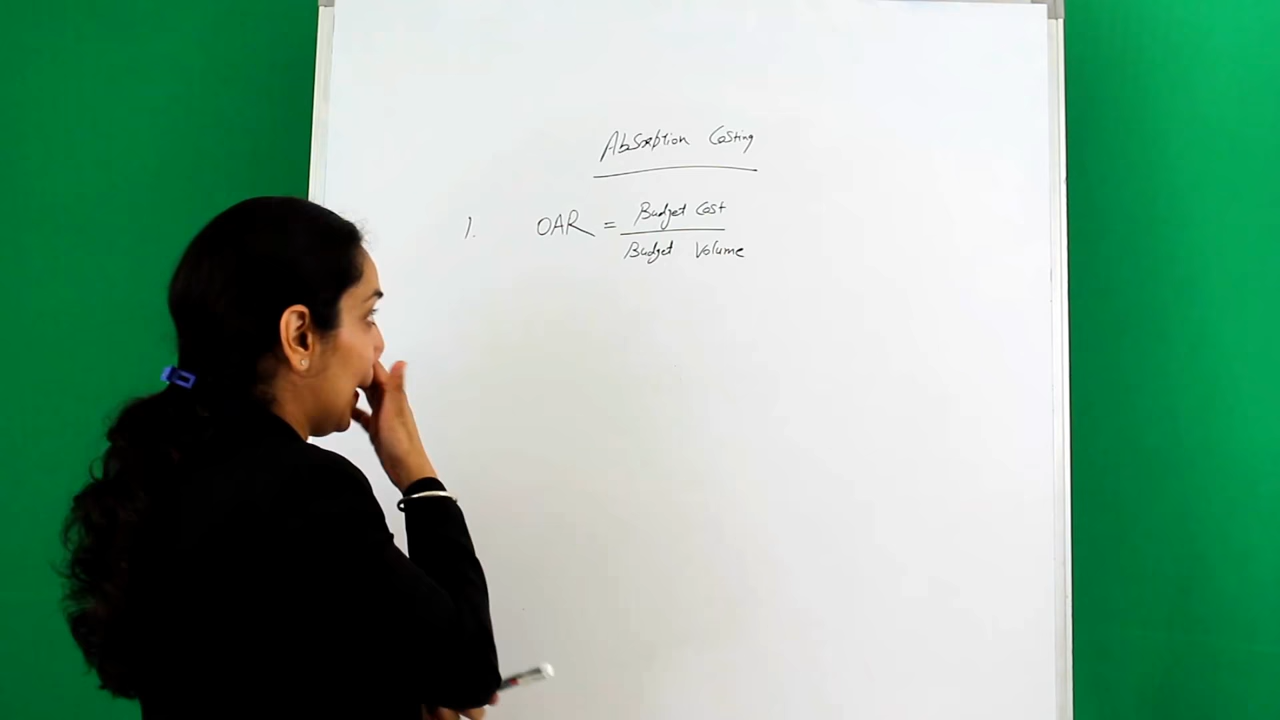 Absorption Costing
1. OAR = Budget Cost
Budget Volume